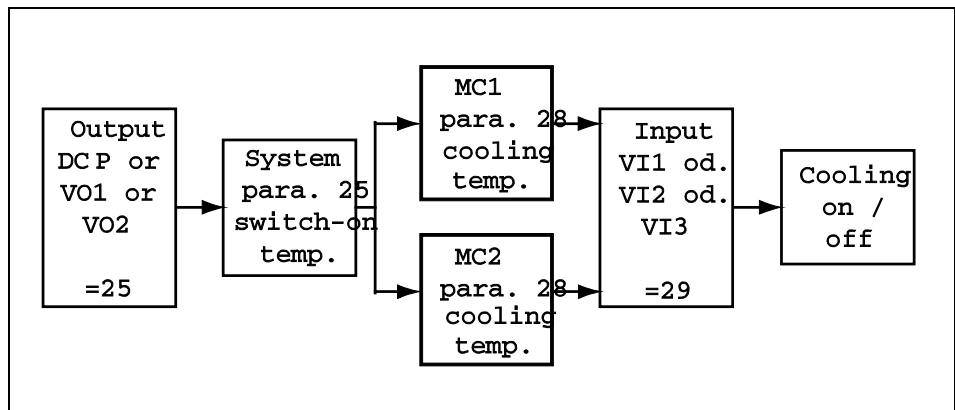 Output
DCP or
VO1 or
VO2
=25
System
para. 25
switch-on
temp.
MC1
para. 28
cooling
temp.
MC2
para. 28
cooling
temp.
Input
VI1 od.
VI2 od.
VI3
=29
Cooling
on /
off